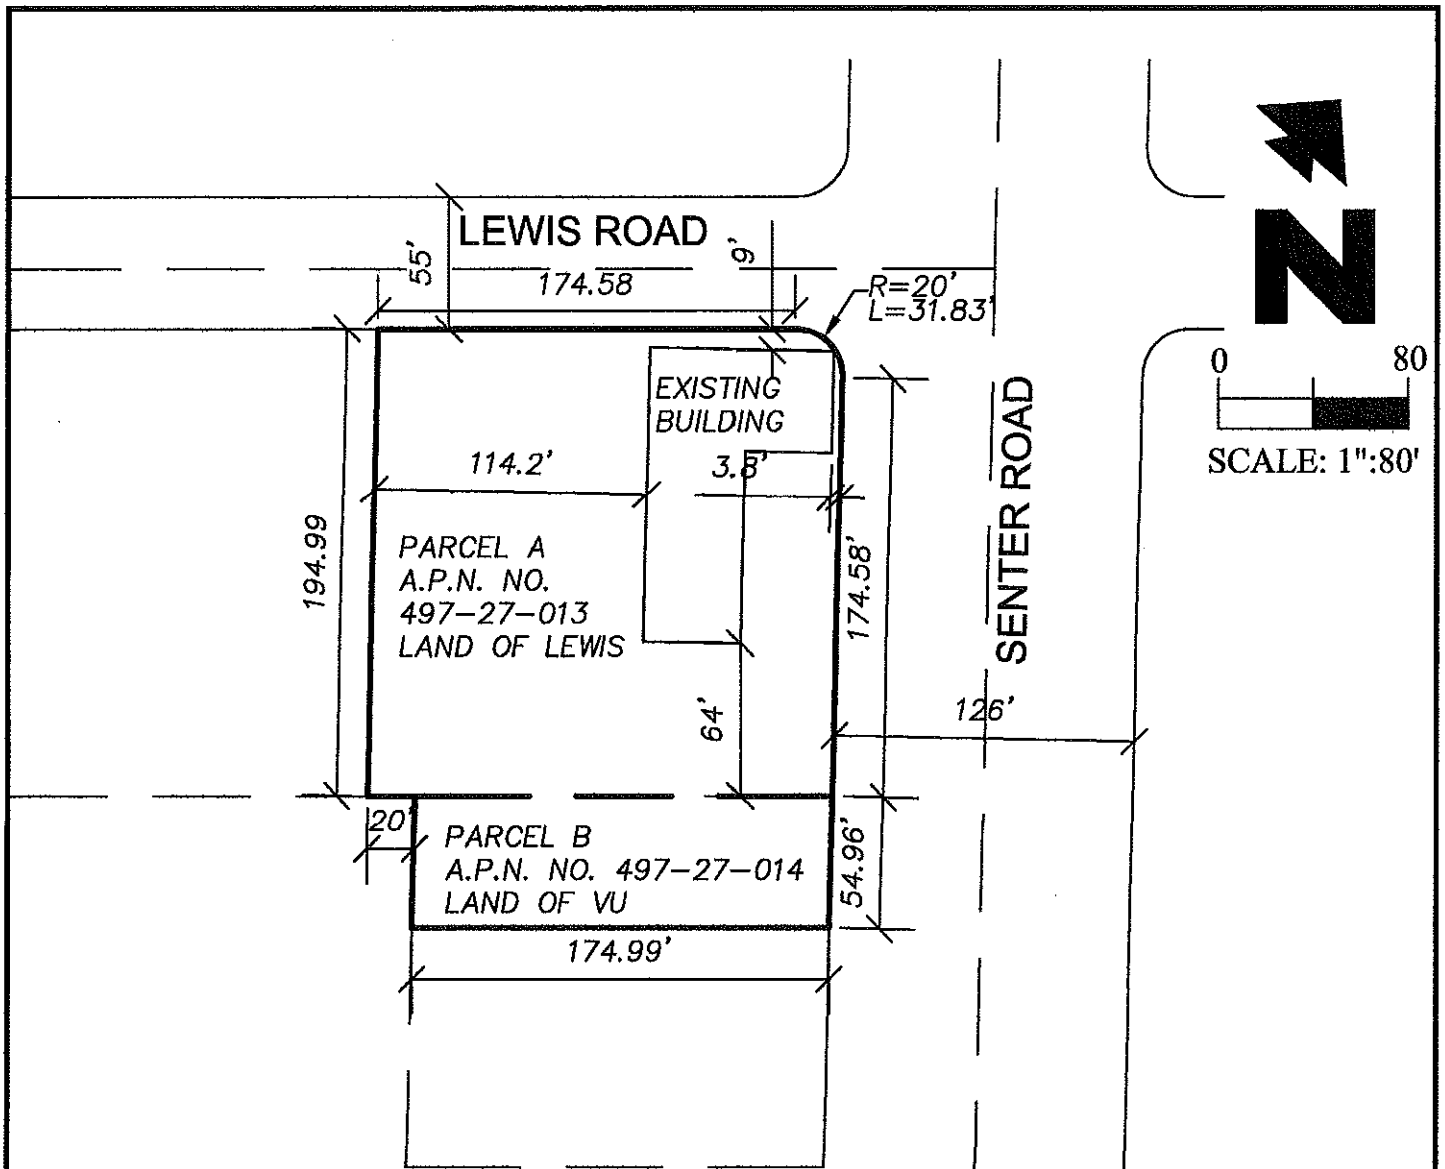 LEWIS ROAD
55'
9'
174.58
R=20'
L=31.83'
N
0 80
SCALE: 1":80'
EXISTING
BUILDING
114.2'
3.8'
SENTER ROAD
194.99
PARCEL A
A.P.N. NO.
497-27-013
LAND OF LEWIS
174.58'
64'
126'
20'
PARCEL B
A.P.N. NO. 497-27-014
LAND OF VU
54.96'
174.99'